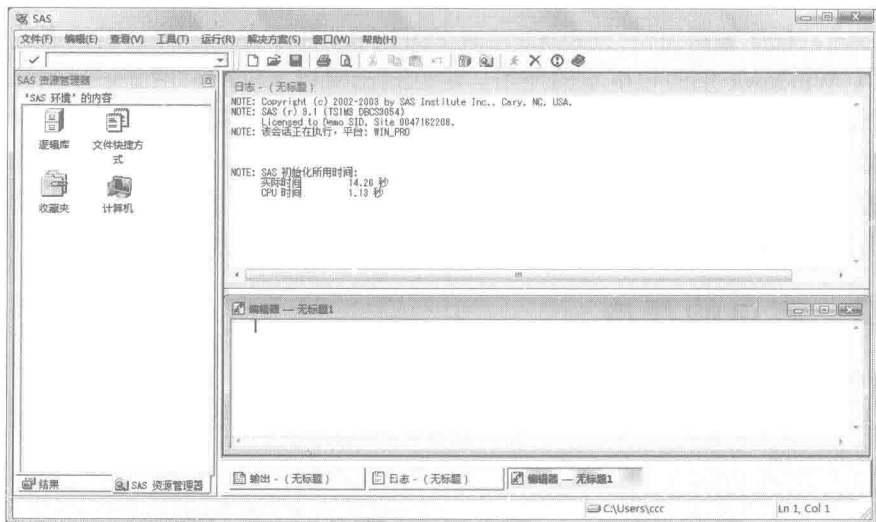 SAS
文件(F) 编辑(E) 查看(V) 工具(T) 运行(R) 解决方案(S) 窗口(W) 帮助(H)
SAS 资源管理器
'SAS 环境' 的内容
逻辑库
文件快捷方式
收藏夹
计算机
日志 - (无标题)
NOTE: Copyright (c) 2002-2003 by SAS Institute Inc., Cary, NC, USA.
NOTE: SAS (r) 9.1 (TS1M3 DBCS3054)
Licensed to Demo SID, Site 0047162208.
NOTE: 该会话正在执行,平台: WIN_PRO
NOTE: SAS 初始化所用时间:
实际时间 14.26 秒
CPU 时间 1.13 秒
编辑器 — 无标题1
结果
SAS 资源管理器
输出 - (无标题)
日志 - (无标题)
编辑器 — 无标题1
C:\Users\ccc
Ln 1, Col 1